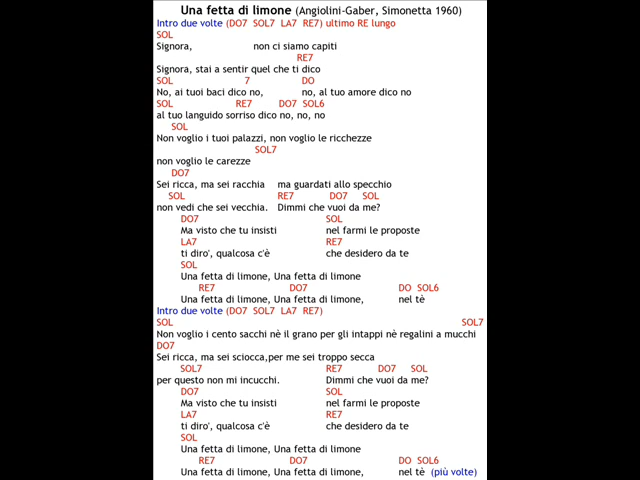 Una fetta di limone (Angiolini-Gaber, Simonetta 1960)
Intro due volte (DO7 SOL7 LA7 RE7) ultimo RE lungo
SOL
Signora, non ci siamo capiti
RE7
Signora, stai a sentir quel che ti dico
SOL 7 DO
No, ai tuoi baci dico no, no, al tuo amore dico no
SOL RE7 DO7 SOL6
al tuo languido sorriso dico no, no, no
SOL
Non voglio i tuoi palazzi, non voglio le ricchezze
SOL7
non voglio le carezze
DO7
Sei ricca, ma sei racchia ma guardati allo specchio
SOL RE7 DO7 SOL
non vedi che sei vecchia. Dimmi che vuoi da me?
DO7 SOL
Ma visto che tu insisti nel farmi le proposte
LA7 RE7
ti diro', qualcosa c'è che desidero da te
SOL
Una fetta di limone, Una fetta di limone
RE7 DO7 DO SOL6
Una fetta di limone, Una fetta di limone, nel tè
Intro due volte (DO7 SOL7 LA7 RE7)
SOL SOL7
Non voglio i cento sacchi nè il grano per gli intappi nè regalini a mucchi
DO7
Sei ricca, ma sei sciocca,per me sei troppo secca
SOL7 RE7 DO7 SOL
per questo non mi incucchi. Dimmi che vuoi da me?
DO7 SOL
Ma visto che tu insisti nel farmi le proposte
LA7 RE7
ti diro', qualcosa c'è che desidero da te
SOL
Una fetta di limone, Una fetta di limone
RE7 DO7 DO SOL6
Una fetta di limone, Una fetta di limone, nel tè (più volte)